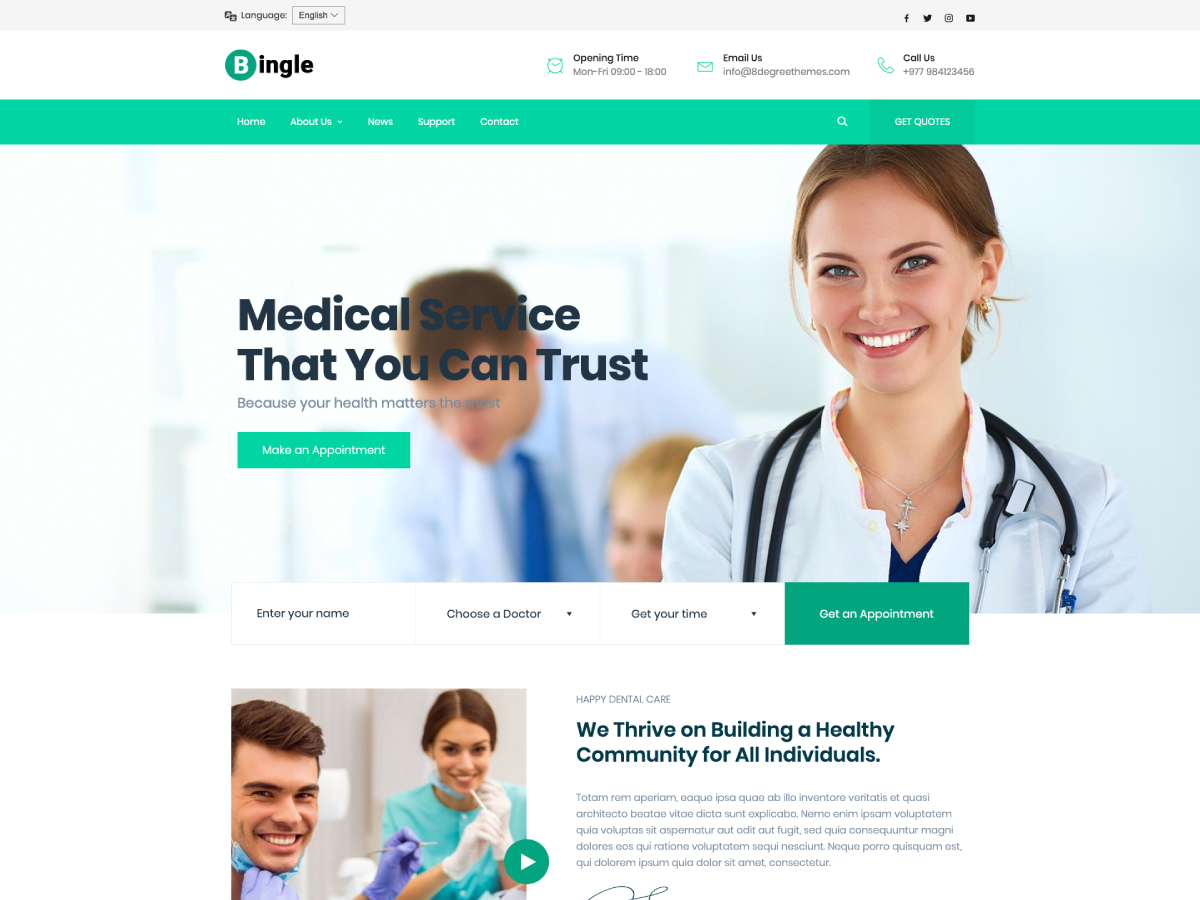 Language: English
Bingle
Opening Time
Mon-Fri 09:00 - 18:00
Email Us
info@8degreethemes.com
Call Us
+977 984123456
Home About Us News Support Contact GET QUOTES
Medical Service
That You Can Trust
Because your health matters the most
Make an Appointment
Enter your name Choose a Doctor Get your time Get an Appointment
HAPPY DENTAL CARE
We Thrive on Building a Healthy
Community for All Individuals.
Totam rem aperiam, eaque ipsa quae ab illo inventore veritatis et quasi
architecto beatae vitae dicta sunt explicabo. Nemo enim ipsam voluptatem
quia voluptas sit aspernatur aut odit aut fugit, sed quia consequuntur magni
dolores eos qui ratione voluptatem sequi nesciunt. Neque porro quisquam est,
qui dolorem ipsum quia dolor sit amet, consectetur.